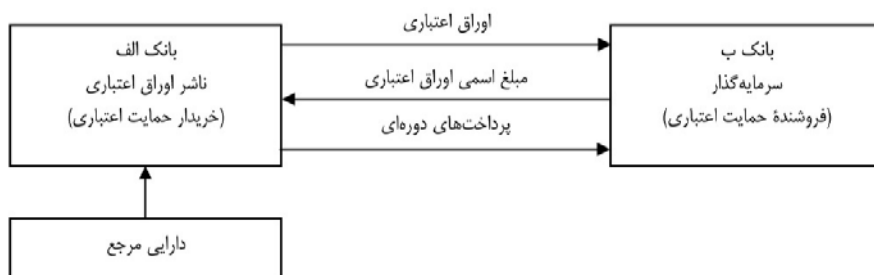 اوراق اعتباری
بانک الف
ناشر اوراق اعتباری
(خریدار حمایت اعتباری)
مبلغ اسمی اوراق اعتباری
پرداخت‌های دوره‌ای
بانک ب
سرمایه‌گذار
(فروشندهٔ حمایت اعتباری)
دارایی مرجع